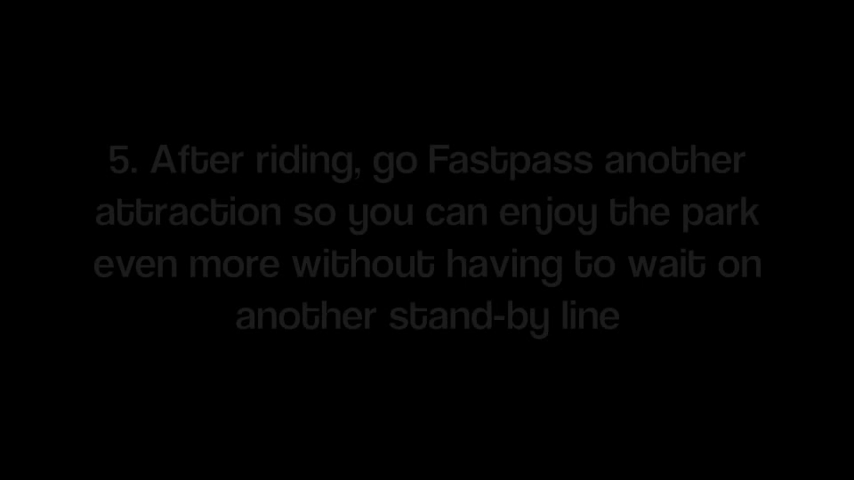 5. After riding, go Fastpass another
attraction so you can enjoy the park
even more without having to wait on
another stand-by line